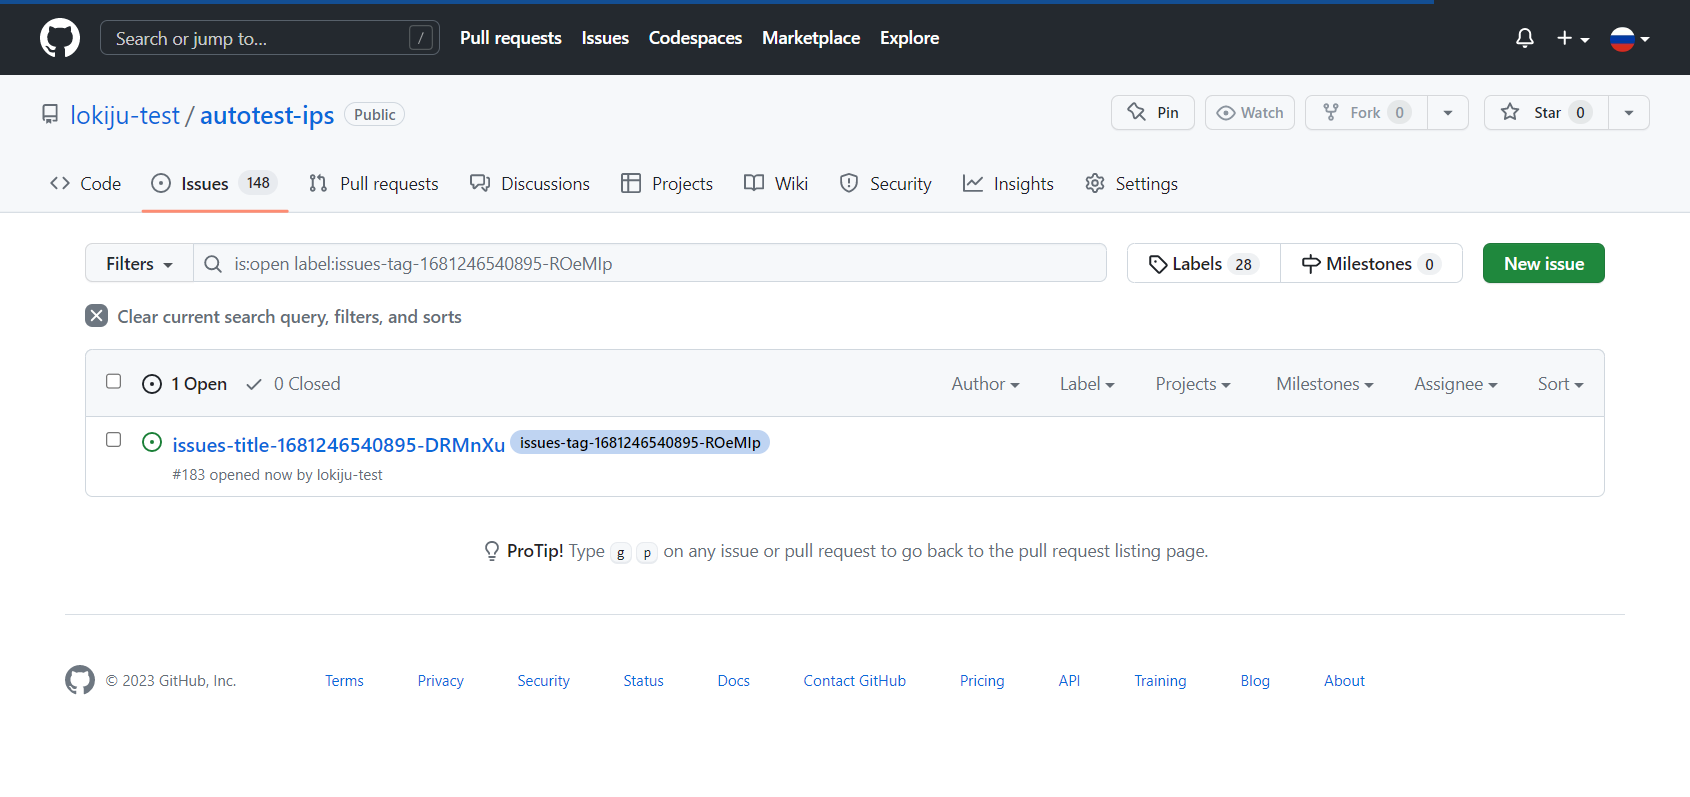 Search or jump to... / Pull requests Issues Codespaces Marketplace Explore
lokiju-test / autotest-ips Public Pin Watch Fork 0 Star 0
Code Issues 148 Pull requests Discussions Projects Wiki Security Insights Settings
Filters is:open label:issues-tag-1681246540895-ROeMIp Labels 28 Milestones 0 New issue
Clear current search query, filters, and sorts
1 Open 0 Closed Author Label Projects Milestones Assignee Sort
issues-title-1681246540895-DRMnXu issues-tag-1681246540895-ROeMIp
#183 opened now by lokiju-test
ProTip! Type g p on any issue or pull request to go back to the pull request listing page.
© 2023 GitHub, Inc. Terms Privacy Security Status Docs Contact GitHub Pricing API Training Blog About